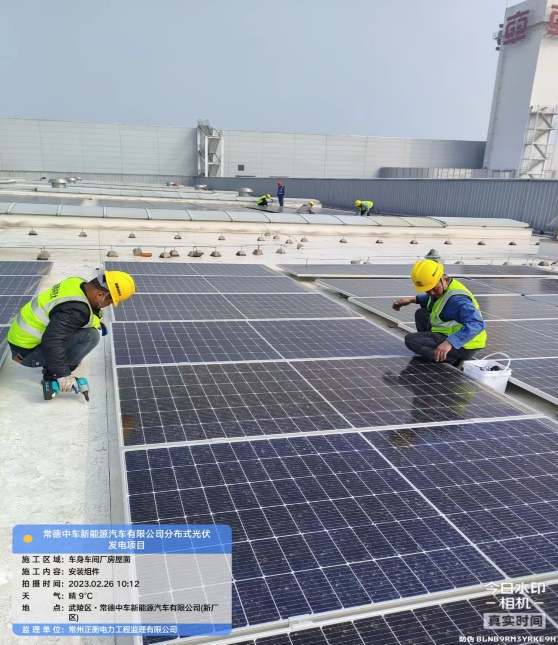 常德中车新能源汽车有限公司分布式光伏
发电项目
施工区域：车身车间厂房屋面
施工内容：安装组件
拍摄时间：2023.02.26 10:12
天气：晴 9℃
地点：武陵区·常德中车新能源汽车有限公司(新厂
区)
监理单位：常州正衡电力工程监理有限公司
今日水印
相机
真实时间
防伪 BLNB9RM3YRKE9H